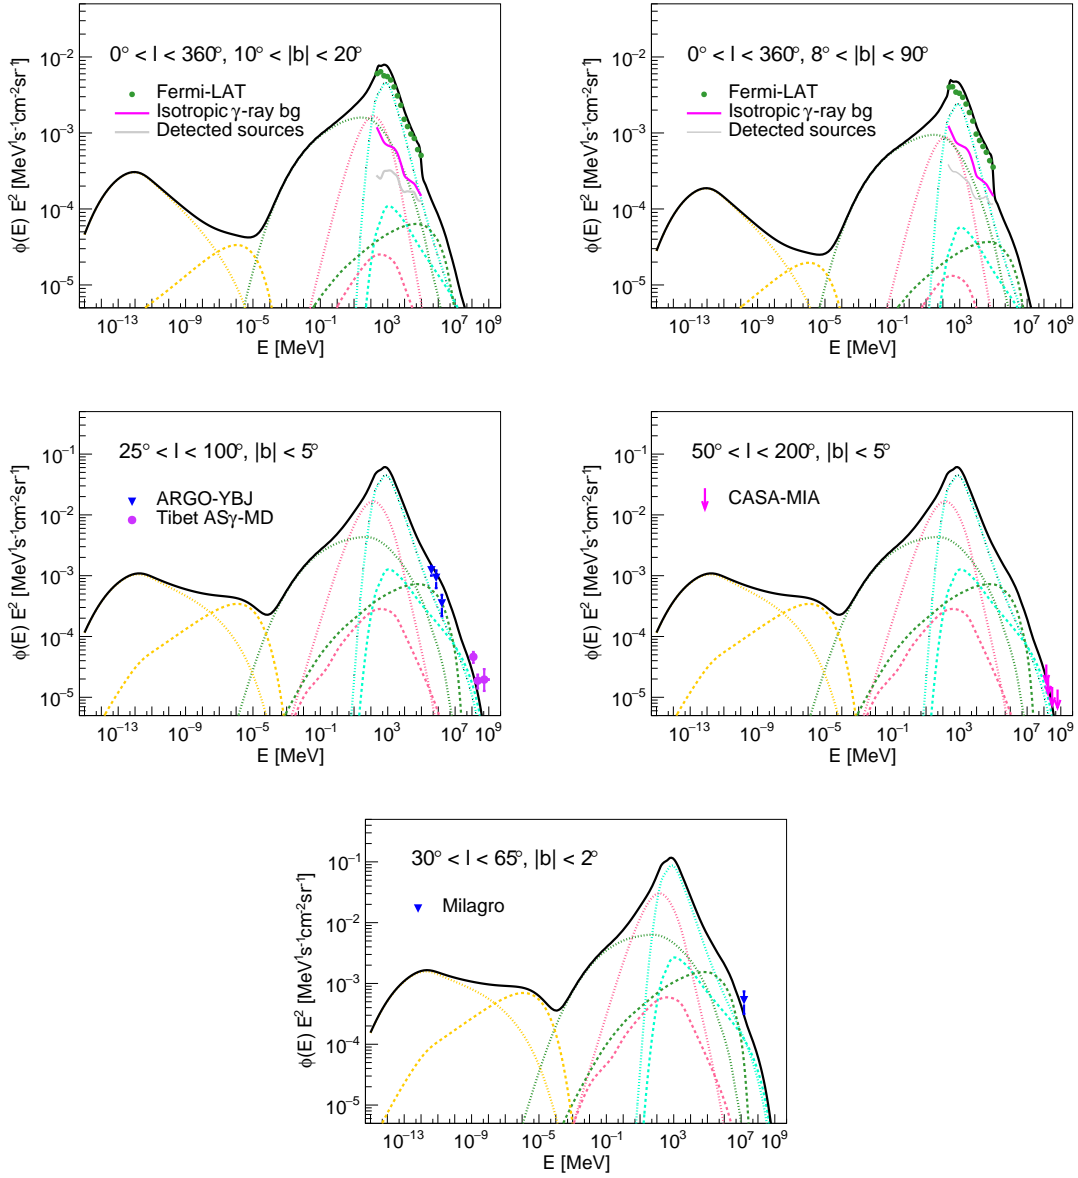 0° < l < 360°, 10° < |b| < 20°
Fermi-LAT
Isotropic γ-ray bg
Detected sources
10⁻²
10⁻³
10⁻⁴
10⁻⁵
ϕ(E) E² [MeV¹s⁻¹cm⁻²sr⁻¹]
10⁻¹³ 10⁻⁹ 10⁻⁵ 10⁻¹ 10³ 10⁷ 10⁹
E [MeV]
0° < l < 360°, 8° < |b| < 90°
Fermi-LAT
Isotropic γ-ray bg
Detected sources
10⁻²
10⁻³
10⁻⁴
10⁻⁵
ϕ(E) E² [MeV¹s⁻¹cm⁻²sr⁻¹]
10⁻¹³ 10⁻⁹ 10⁻⁵ 10⁻¹ 10³ 10⁷ 10⁹
E [MeV]
25° < l < 100°, |b| < 5°
ARGO-YBJ
Tibet ASγ-MD
10⁻¹
10⁻²
10⁻³
10⁻⁴
10⁻⁵
ϕ(E) E² [MeV¹s⁻¹cm⁻²sr⁻¹]
10⁻¹³ 10⁻⁹ 10⁻⁵ 10⁻¹ 10³ 10⁷ 10⁹
E [MeV]
50° < l < 200°, |b| < 5°
CASA-MIA
10⁻¹
10⁻²
10⁻³
10⁻⁴
10⁻⁵
ϕ(E) E² [MeV¹s⁻¹cm⁻²sr⁻¹]
10⁻¹³ 10⁻⁹ 10⁻⁵ 10⁻¹ 10³ 10⁷ 10⁹
E [MeV]
30° < l < 65°, |b| < 2°
Milagro
10⁻¹
10⁻²
10⁻³
10⁻⁴
10⁻⁵
ϕ(E) E² [MeV¹s⁻¹cm⁻²sr⁻¹]
10⁻¹³ 10⁻⁹ 10⁻⁵ 10⁻¹ 10³ 10⁷ 10⁹
E [MeV]